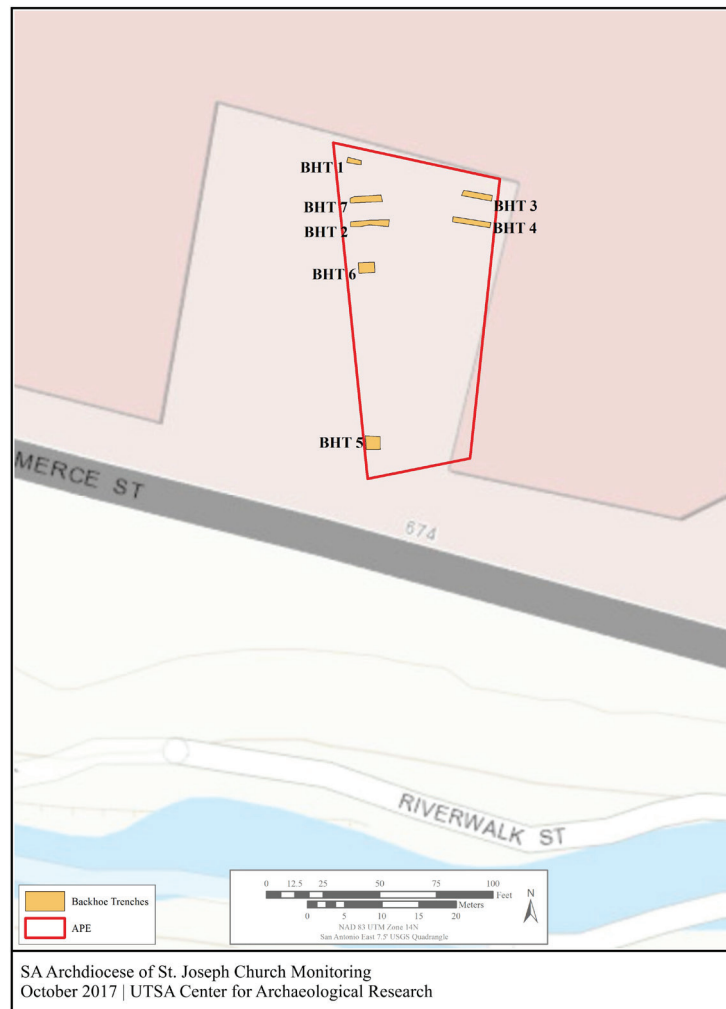 BHT 1
BHT 7
BHT 3
BHT 2
BHT 4
BHT 6
BHT 5
MERCE ST
674
RIVERWALK ST
0 12.5 25 50 75 100
Feet
Meters
0 5 10 15 20
NAD 83 UTM Zone 14N
San Antonio East 7.5' USGS Quadrangle
N
Backhoe Trenches
APE
SA Archdiocese of St. Joseph Church Monitoring
October 2017 | UTSA Center for Archaeological Research